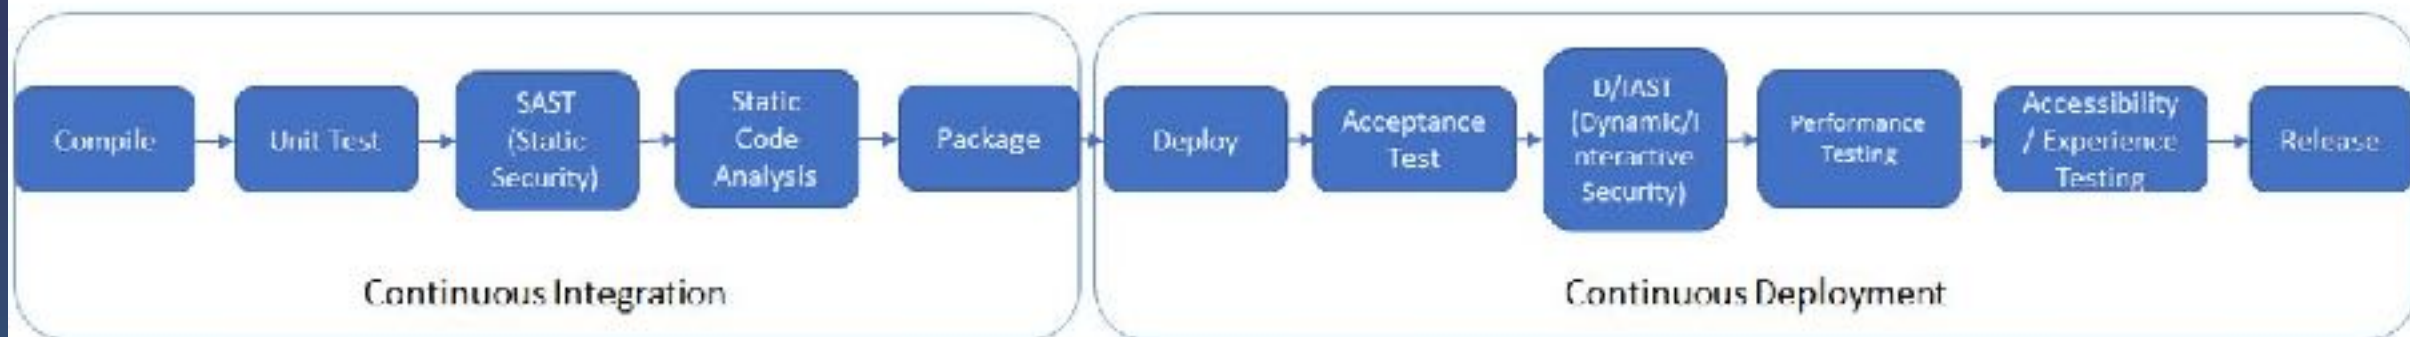 Compile
Unit Test
SAST
(Static
Security)
Static
Code
Analysis
Package
Deploy
Acceptance
Test
D/IAST
(Dynamic/I
nteractive
Security)
Performance
Testing
Accessibility
/ Experience
Testing
Release
Continuous Integration
Continuous Deployment